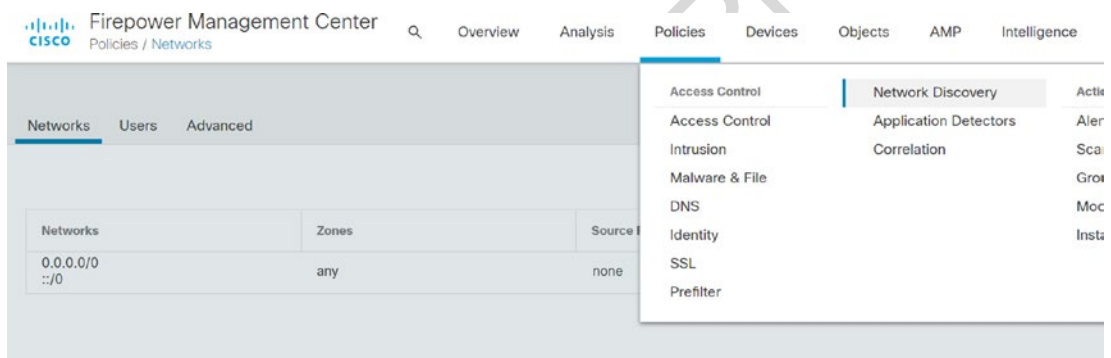 CISCO
Firepower Management Center
Policies / Networks
Overview Analysis Policies Devices Objects AMP Intelligence
Networks Users Advanced
Access Control
Access Control
Intrusion
Malware & File
DNS
Identity
SSL
Prefilter
Network Discovery
Application Detectors
Correlation
Networks Zones Source
0.0.0.0/0
::/0
any none